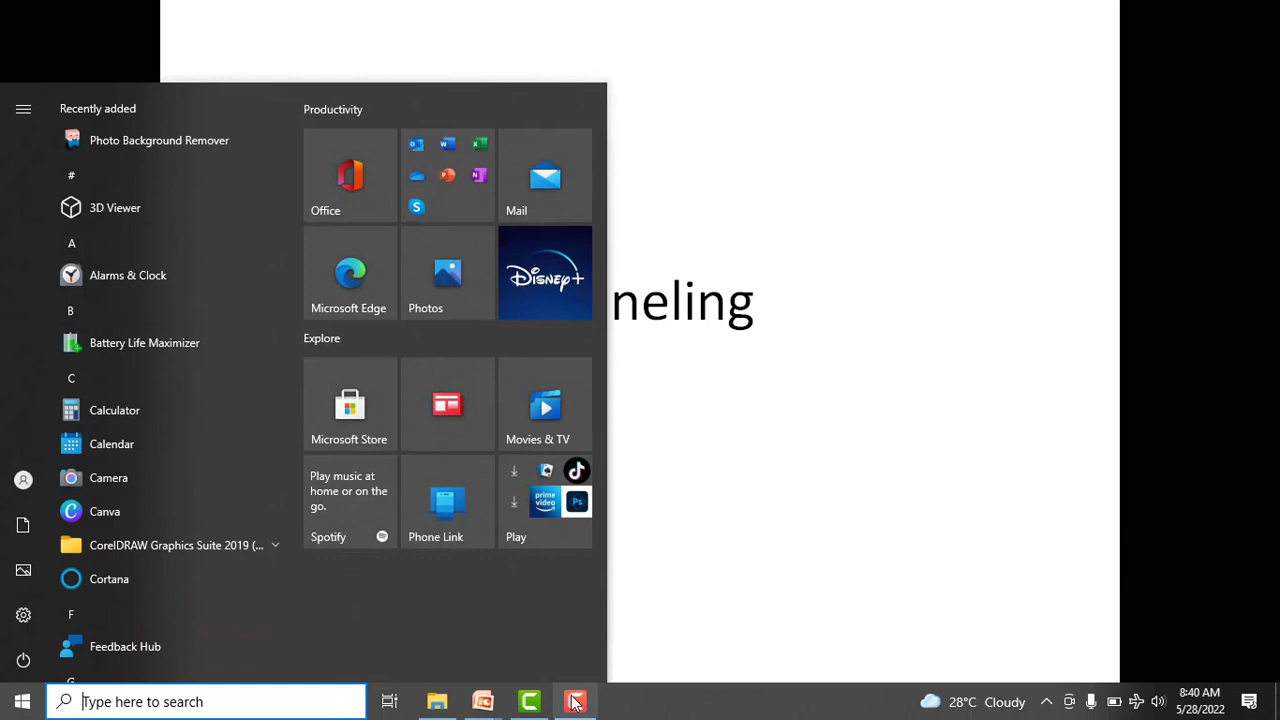 Recently added
Photo Background Remover
#
3D Viewer
A
Alarms & Clock
B
Battery Life Maximizer
C
Calculator
Calendar
Camera
Canva
CorelDRAW Graphics Suite 2019 (...
Cortana
F
Feedback Hub
Productivity
Office
Mail
Microsoft Edge
Photos
Disney+
Explore
Microsoft Store
Movies & TV
Play music at
home or on the
go.
Spotify
Phone Link
prime
video
Ps
Play
neling
Type here to search
28°C Cloudy
8:40 AM
5/28/2022